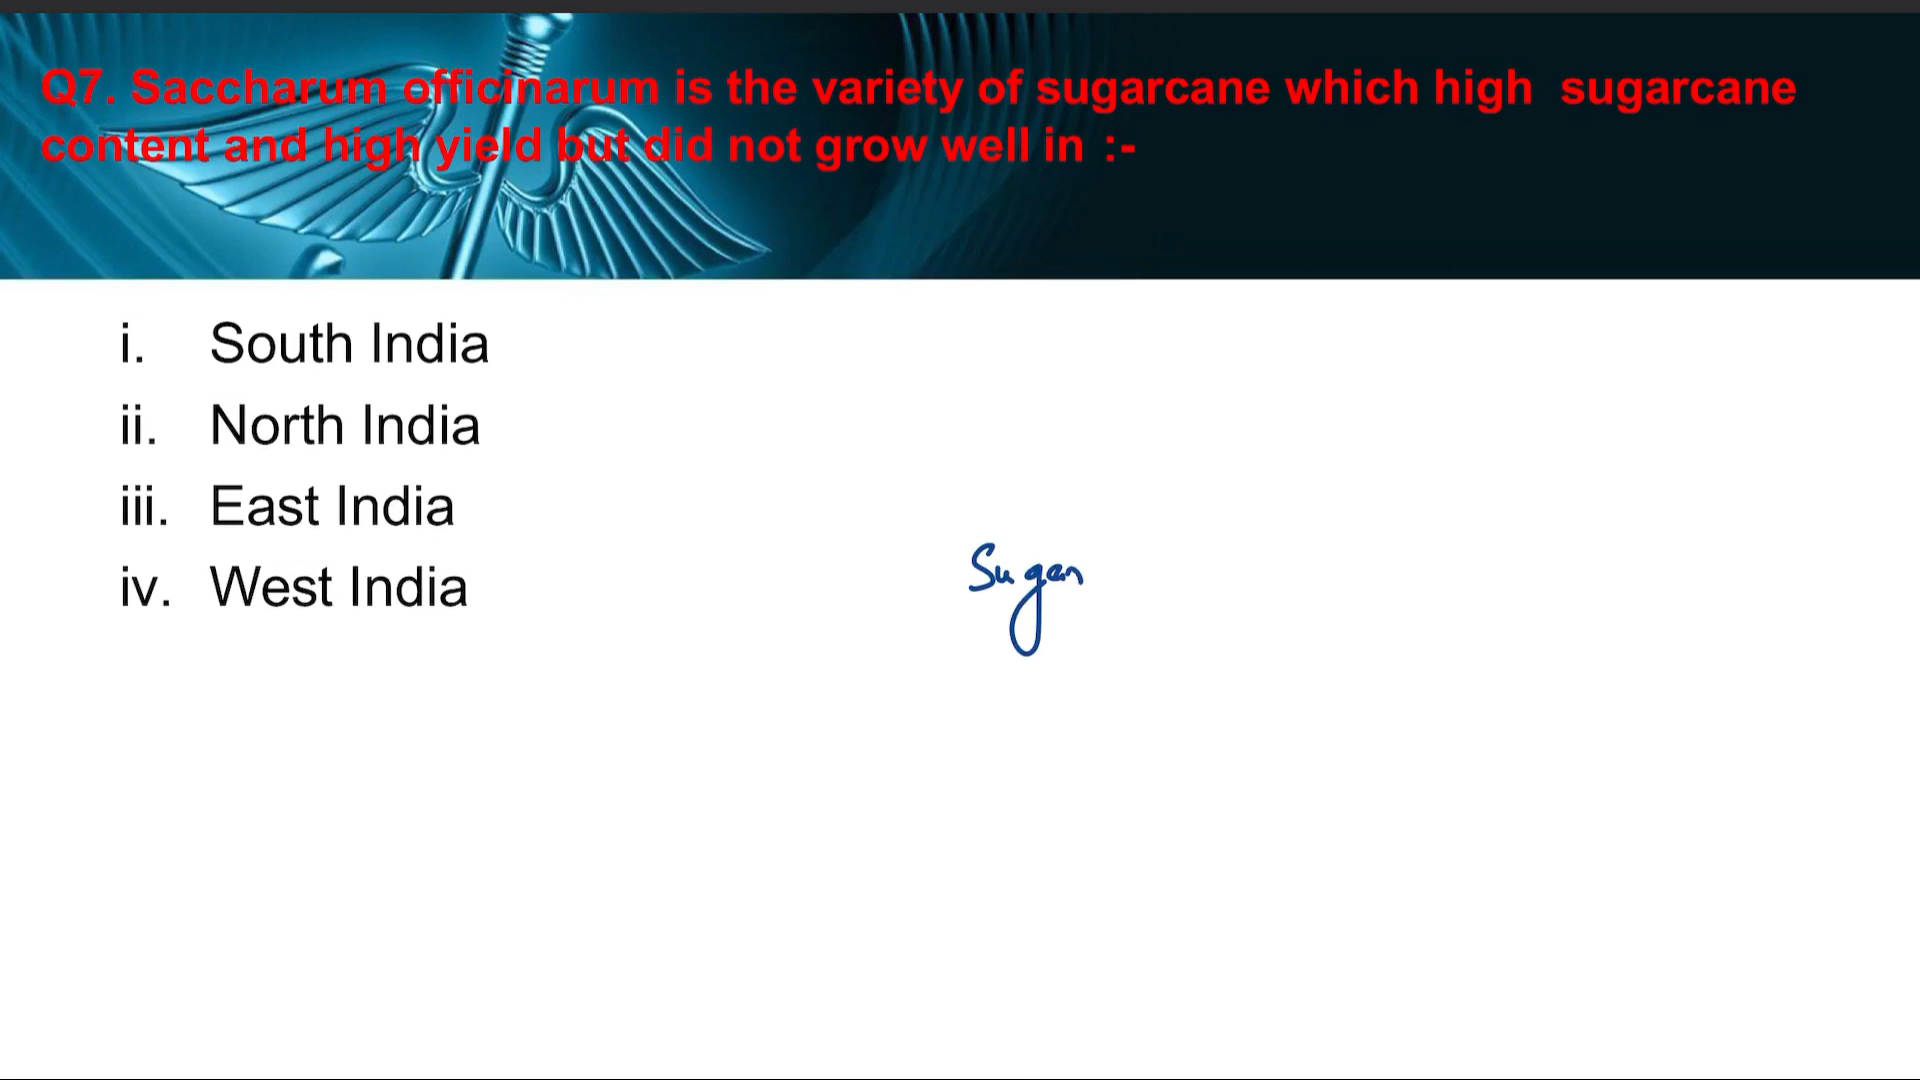 Q7. Saccharum officinarum is the variety of sugarcane which high sugarcane
content and high yield but did not grow well in :-
i. South India
ii. North India
iii. East India
iv. West India
Sugar